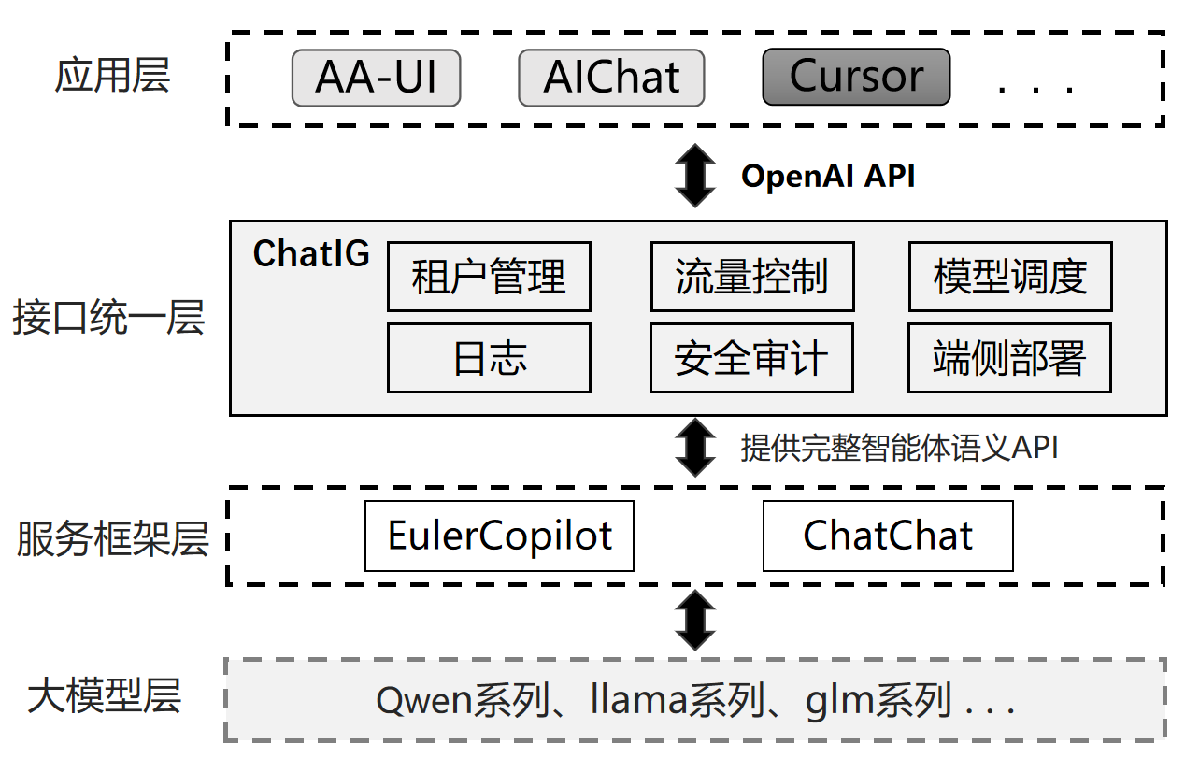 应用层
AA-UI
AIChat
Cursor
. . .
OpenAI API
接口统一层
ChatIG
租户管理
流量控制
模型调度
日志
安全审计
端侧部署
提供完整智能体语义API
服务框架层
EulerCopilot
ChatChat
大模型层
Qwen系列、llama系列、glm系列 . . .